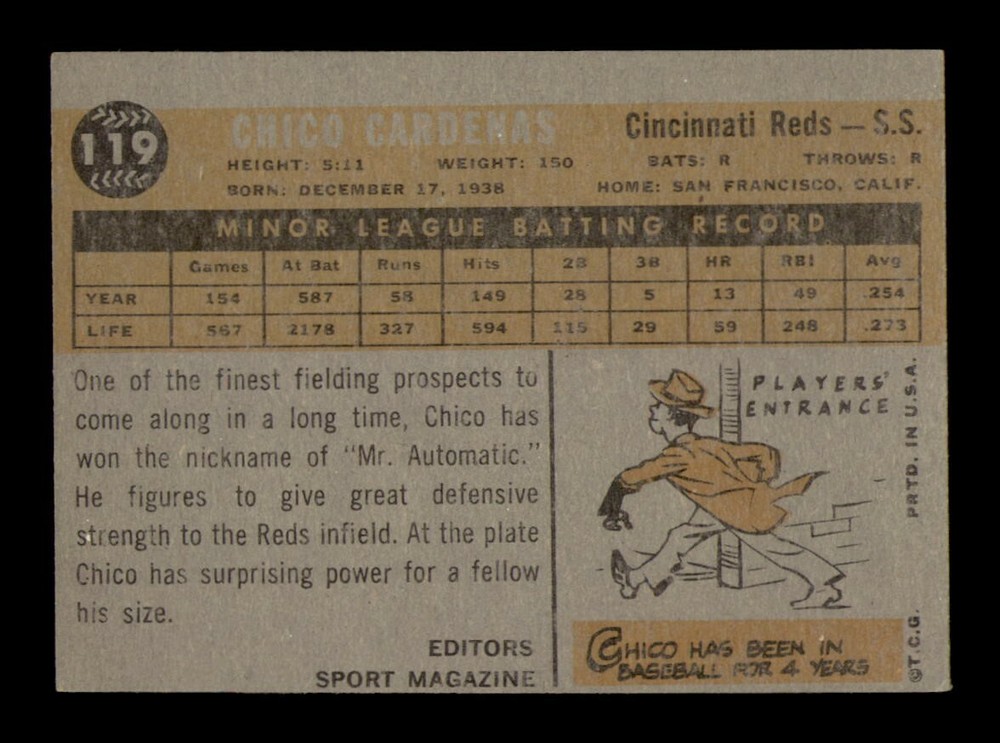 119
CHICO CARDENAS
Cincinnati Reds — S.S.
HEIGHT: 5:11 WEIGHT: 150 BATS: R THROWS: R
BORN: DECEMBER 17, 1938 HOME: SAN FRANCISCO, CALIF.
MINOR LEAGUE BATTING RECORD
Games At Bat Runs Hits 2B 3B HR RBI Avg
YEAR 154 587 58 149 28 5 13 49 .254
LIFE 567 2178 327 594 115 29 59 248 .273
One of the finest fielding prospects to
come along in a long time, Chico has
won the nickname of "Mr. Automatic."
He figures to give great defensive
strength to the Reds infield. At the plate
Chico has surprising power for a fellow
his size.
EDITORS
SPORT MAGAZINE
PLAYERS'
ENTRANCE
CHICO HAS BEEN IN
BASEBALL FOR 4 YEARS
©T.C.G. PRTD. IN U.S.A.